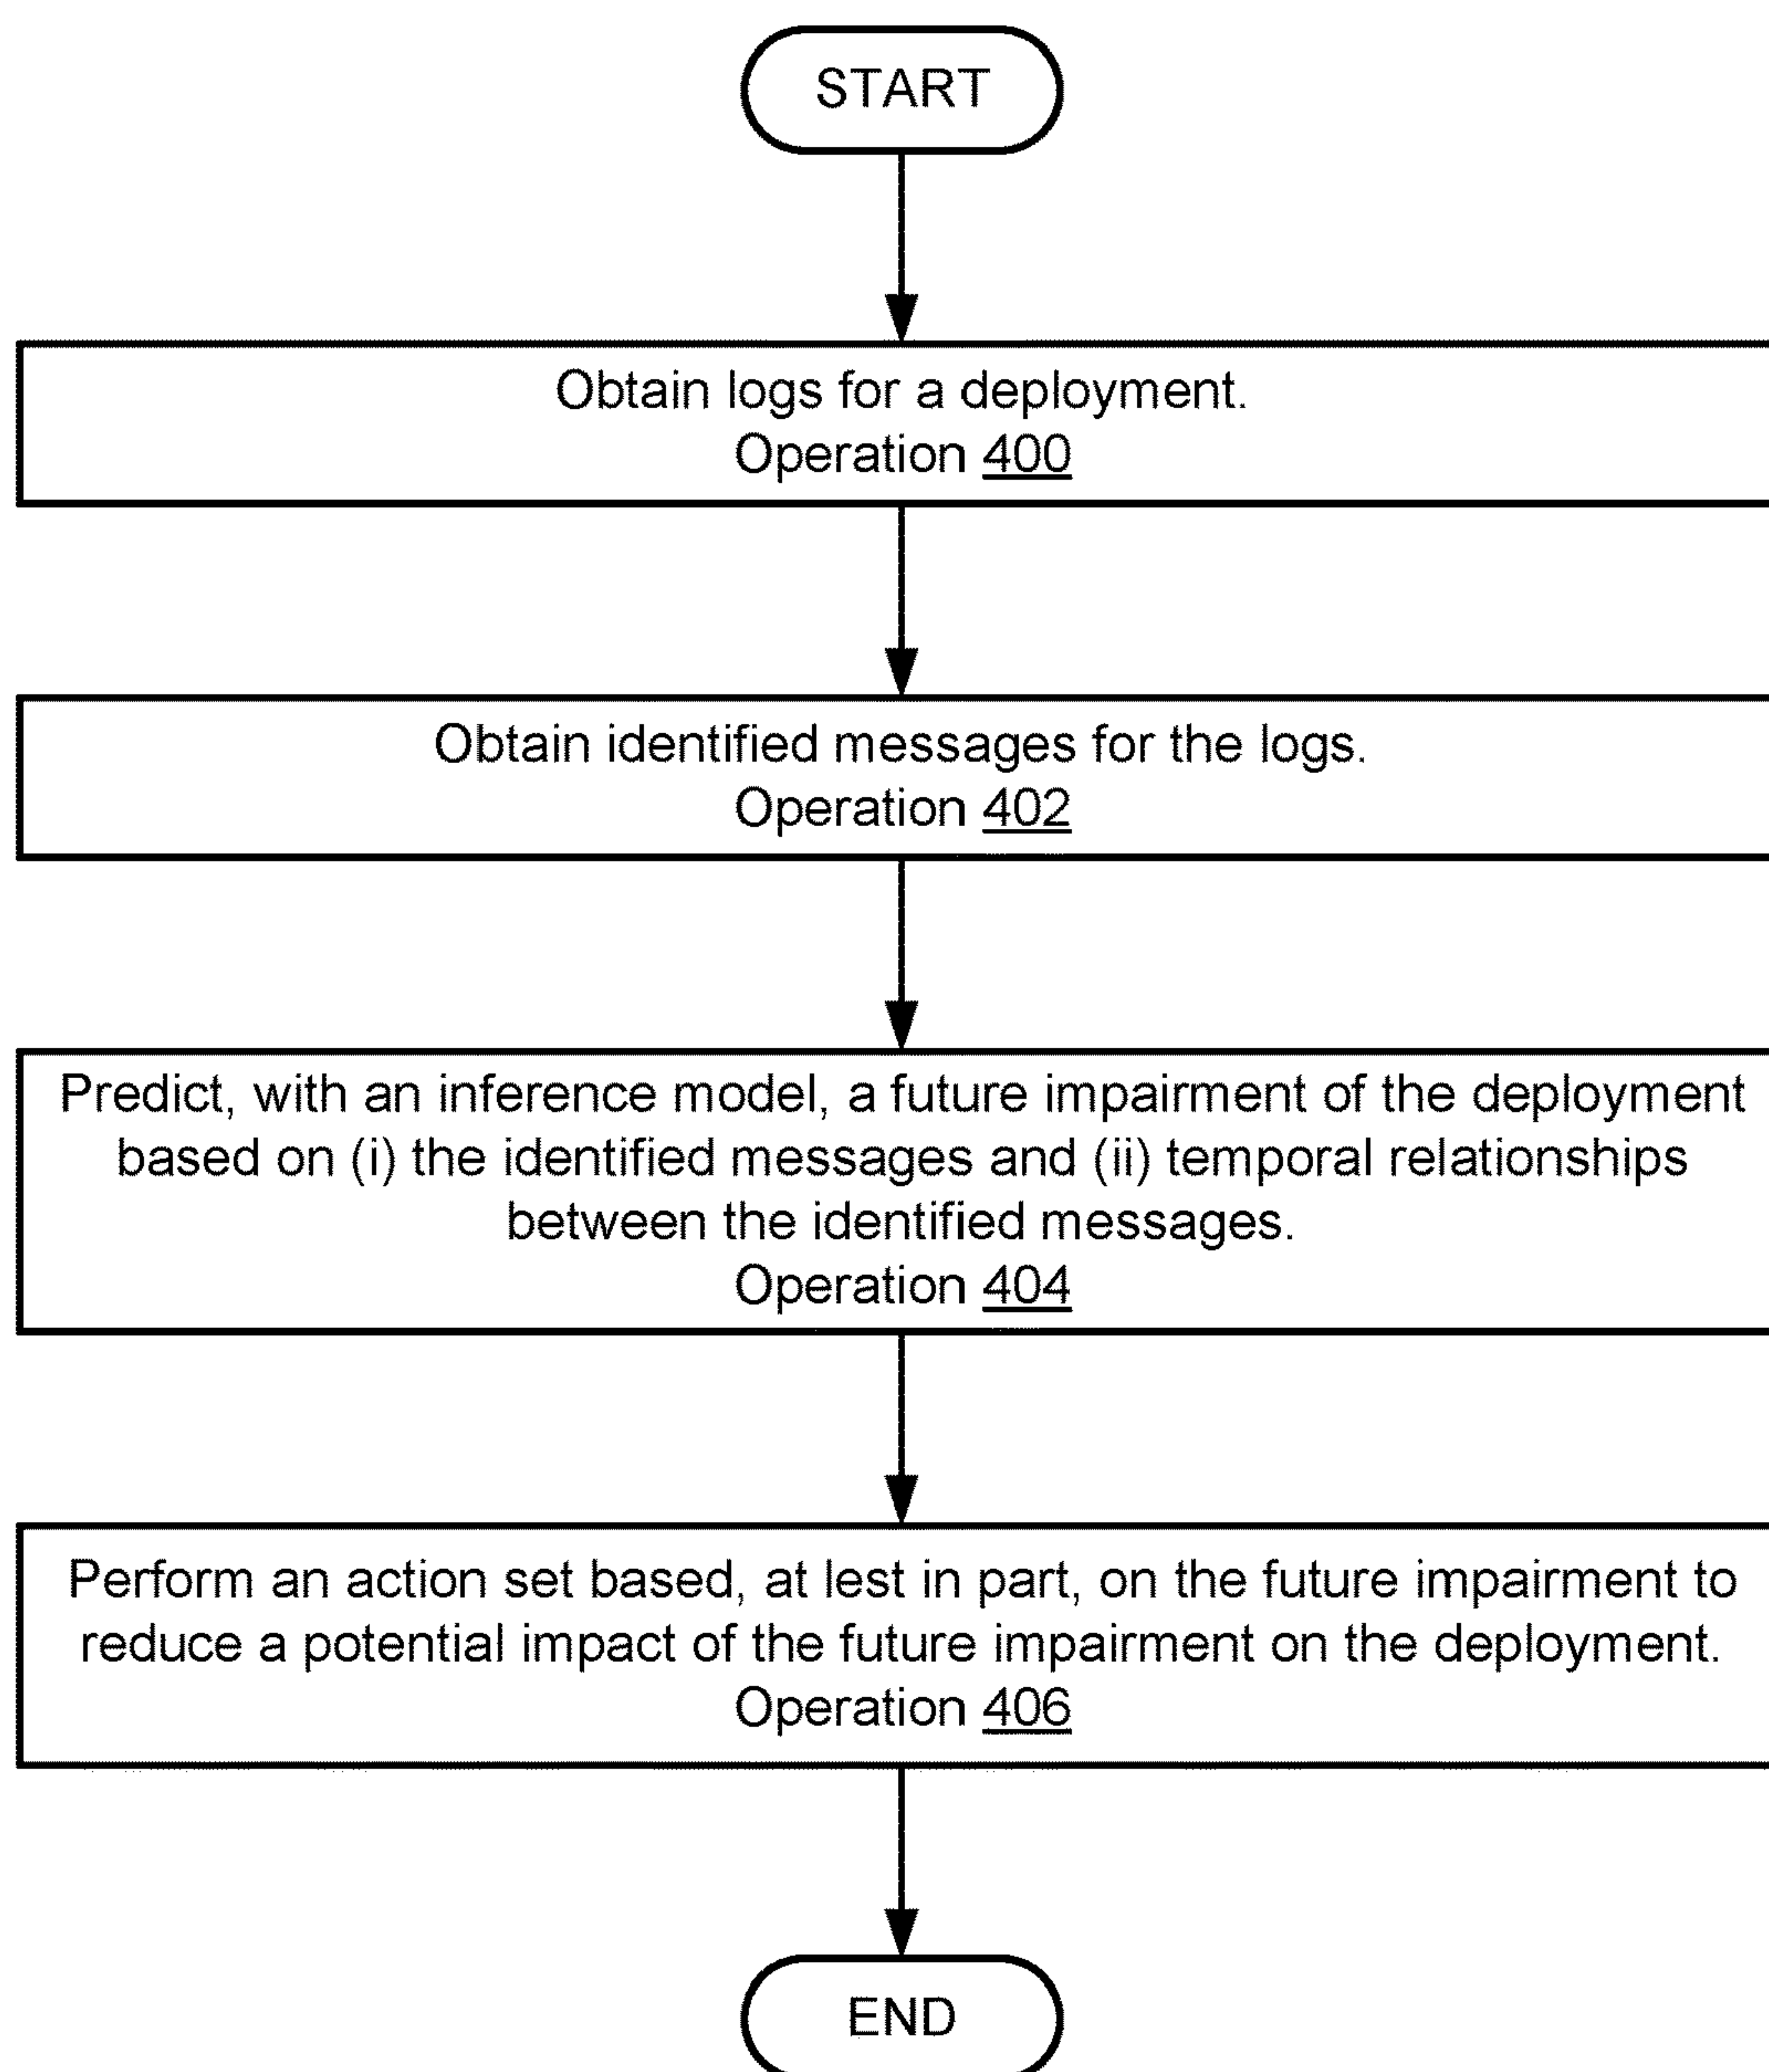 START
Obtain logs for a deployment.
Operation 400
Obtain identified messages for the logs.
Operation 402
Predict, with an inference model, a future impairment of the deployment
based on (i) the identified messages and (ii) temporal relationships
between the identified messages.
Operation 404
Perform an action set based, at lest in part, on the future impairment to
reduce a potential impact of the future impairment on the deployment.
Operation 406
END